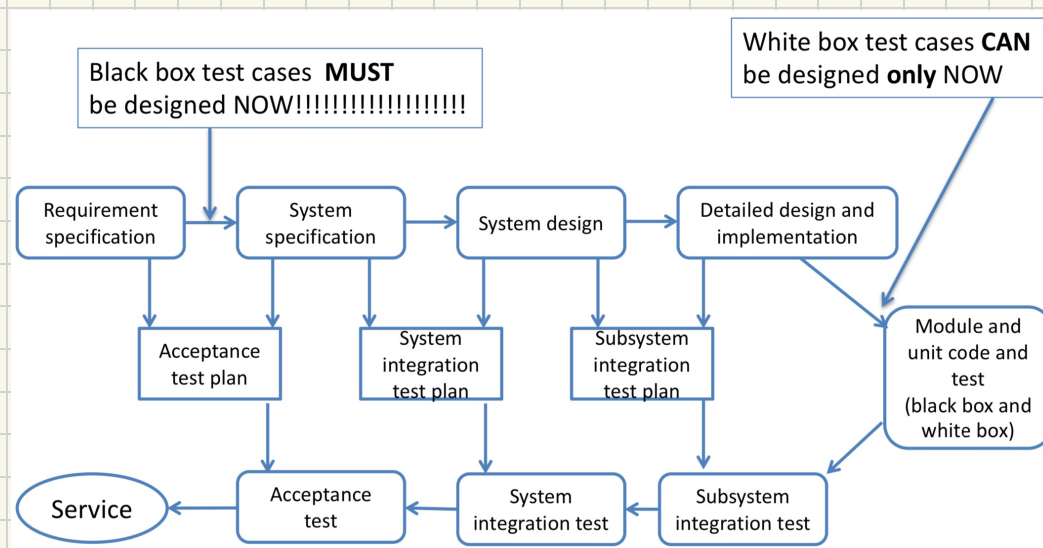 White box test cases CAN
be designed only NOW
Black box test cases MUST
be designed NOW!!!!!!!!!!!!!!!!!!!
Requirement
specification
System
specification
System design
Detailed design and
implementation
Acceptance
test plan
System
integration
test plan
Subsystem
integration
test plan
Module and
unit code and
test
(black box and
white box)
Service
Acceptance
test
System
integration test
Subsystem
integration test